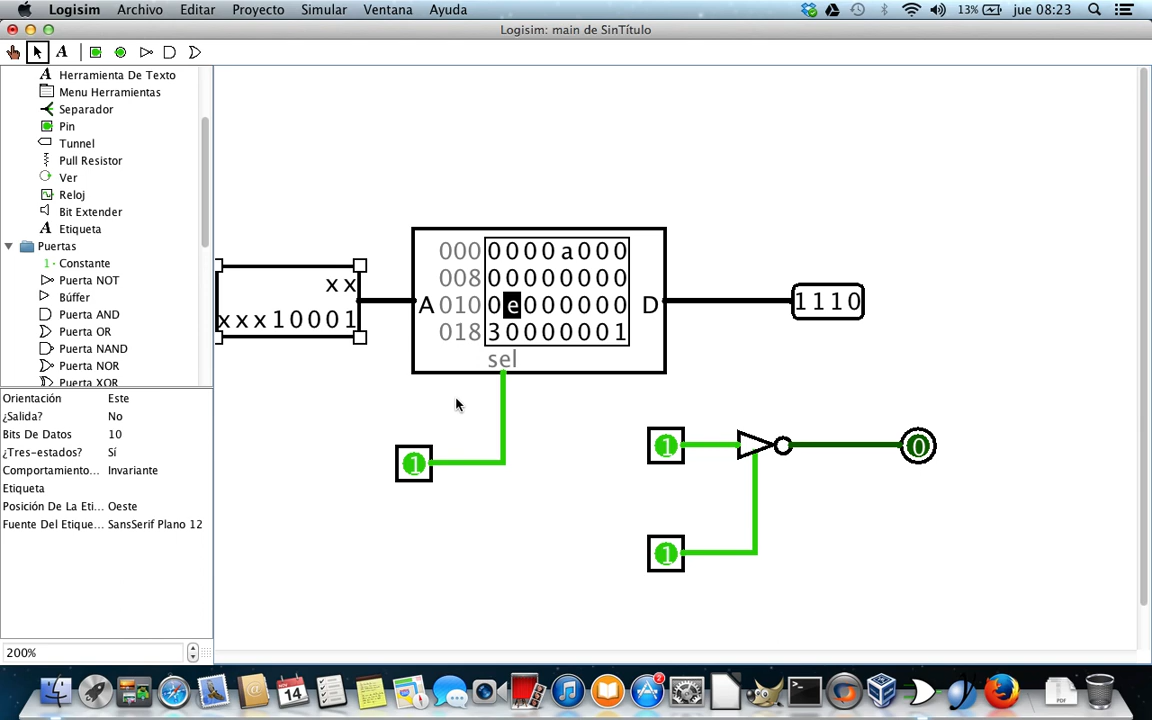 Logisim Archivo Editar Proyecto Simular Ventana Ayuda 13% jue 08:23
Logisim: main de SinTítulo
A
A Herramienta De Texto
Menu Herramientas
Separador
Pin
Tunnel
Pull Resistor
Ver
Reloj
Bit Extender
A Etiqueta
Puertas
1 Constante
Puerta NOT
Búffer
Puerta AND
Puerta OR
Puerta NAND
Puerta NOR
Puerta XOR
Orientación Este
¿Salida? No
Bits De Datos 10
¿Tres-estados? Sí
Comportamiento... Invariante
Etiqueta
Posición De La Eti... Oeste
Fuente Del Etique... SansSerif Plano 12
200%
xx
xxx10001
000 0000a000
008 00000000
A 010 0e000000 D
018 30000001
sel
1110
1
1
0
1
NOV
14
2
PDF